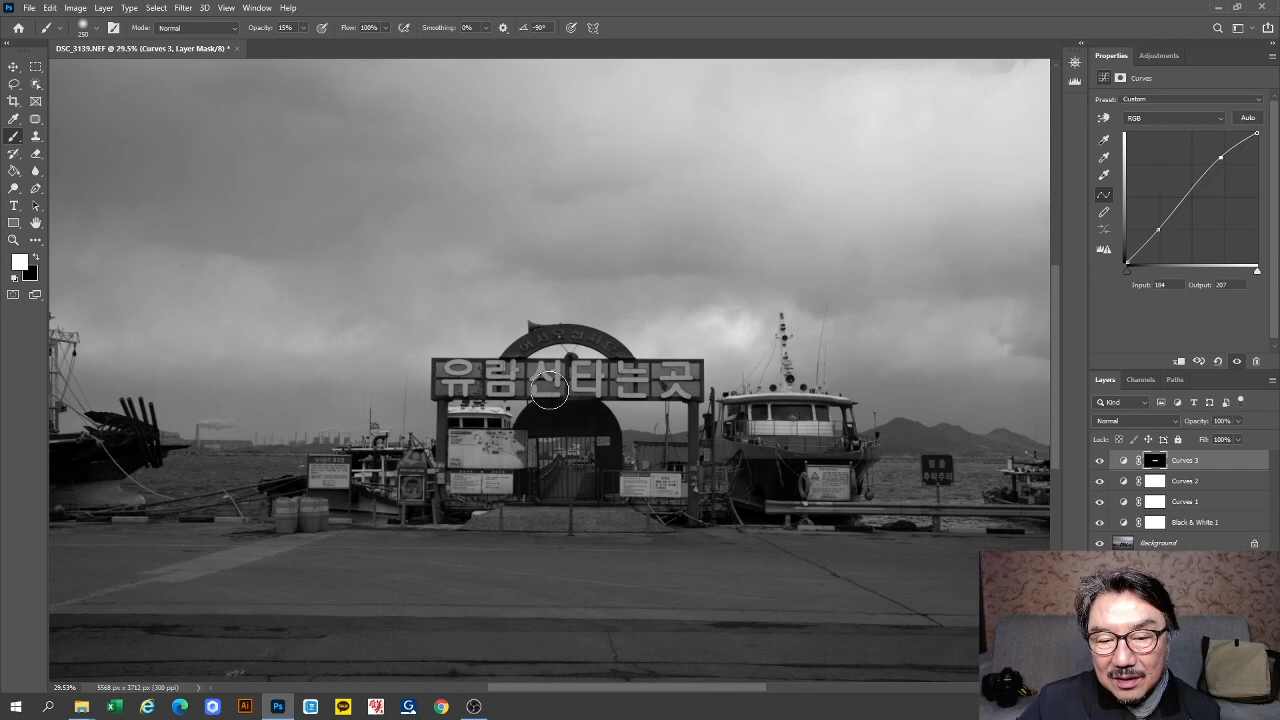 File Edit Image Layer Type Select Filter 3D View Window Help
250 Mode: Normal Opacity: 15% Flow: 100% Smoothing: 0% -90°
DSC_3139.NEF @ 29.5% (Curves 3, Layer Mask/8) * ×
Properties Adjustments
Curves
Preset: Custom
RGB Auto
Input: 184 Output: 207
Layers Channels Paths
Kind
Normal Opacity: 100%
Lock: Fill: 100%
Curves 3
Curves 2
Curves 1
Black & White 1
Background
유람선타는곳
29.53% 5568 px x 3712 px (300 ppi)